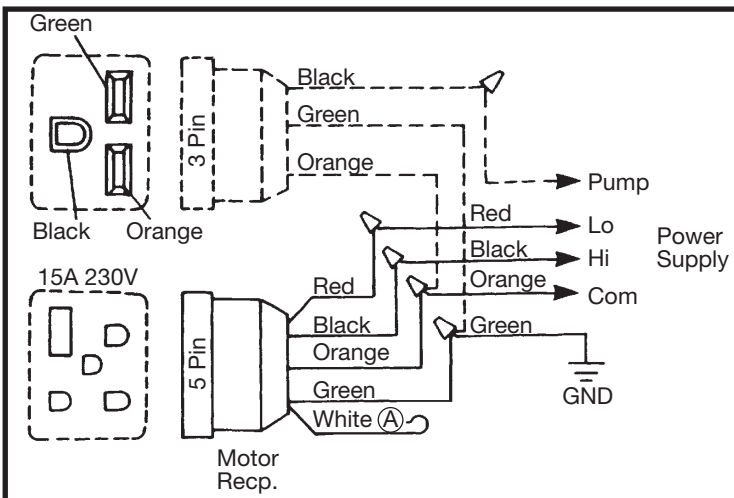 Green
Black
Green
Orange
3 Pin
Black Orange
Pump
Red Lo
Black Hi
Orange Com
Power
Supply
Green
GND
15A 230V
Red
Black
Orange
Green
White Ⓐ
5 Pin
Motor
Recp.